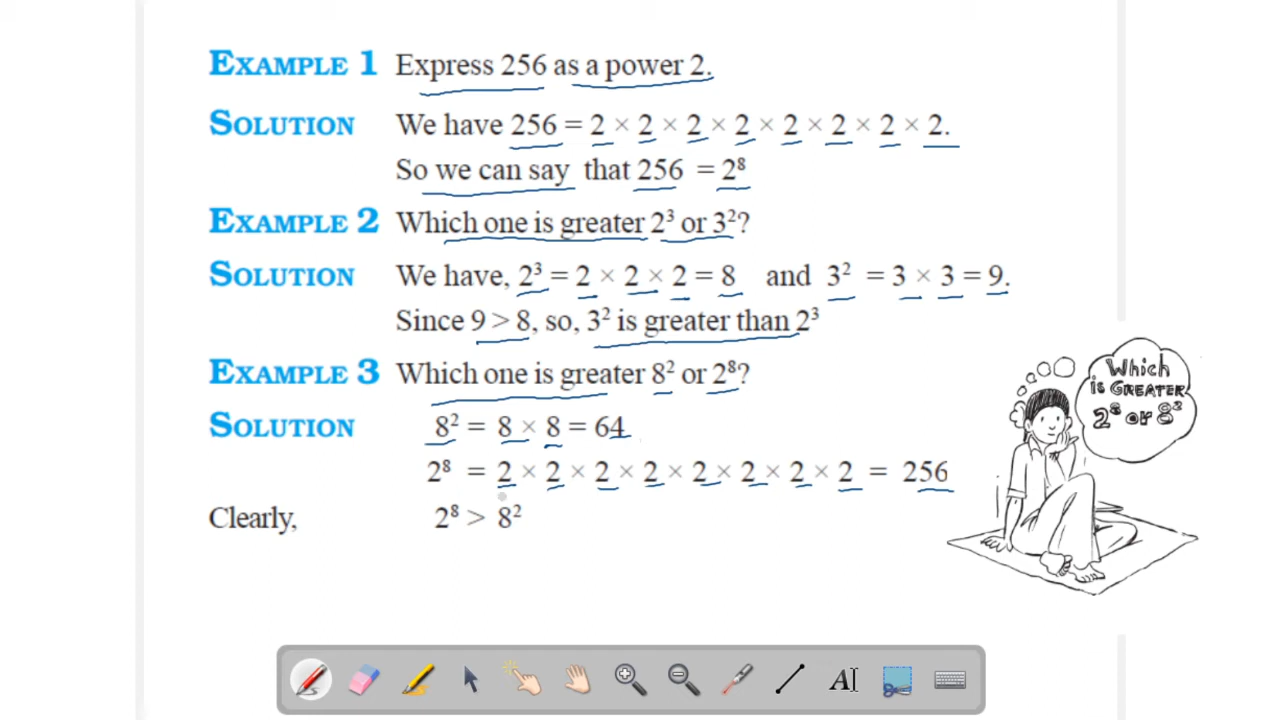 EXAMPLE 1 Express 256 as a power 2.
SOLUTION We have 256 = 2 × 2 × 2 × 2 × 2 × 2 × 2 × 2.
So we can say that 256 = 2⁸
EXAMPLE 2 Which one is greater 2³ or 3²?
SOLUTION We have, 2³ = 2 × 2 × 2 = 8 and 3² = 3 × 3 = 9.
Since 9 > 8, so, 3² is greater than 2³
EXAMPLE 3 Which one is greater 8² or 2⁸?
SOLUTION 8² = 8 × 8 = 64
2⁸ = 2 × 2 × 2 × 2 × 2 × 2 × 2 × 2 = 256
Clearly, 2⁸ > 8²
Which
is GREATER
2⁸ or 8²
AI